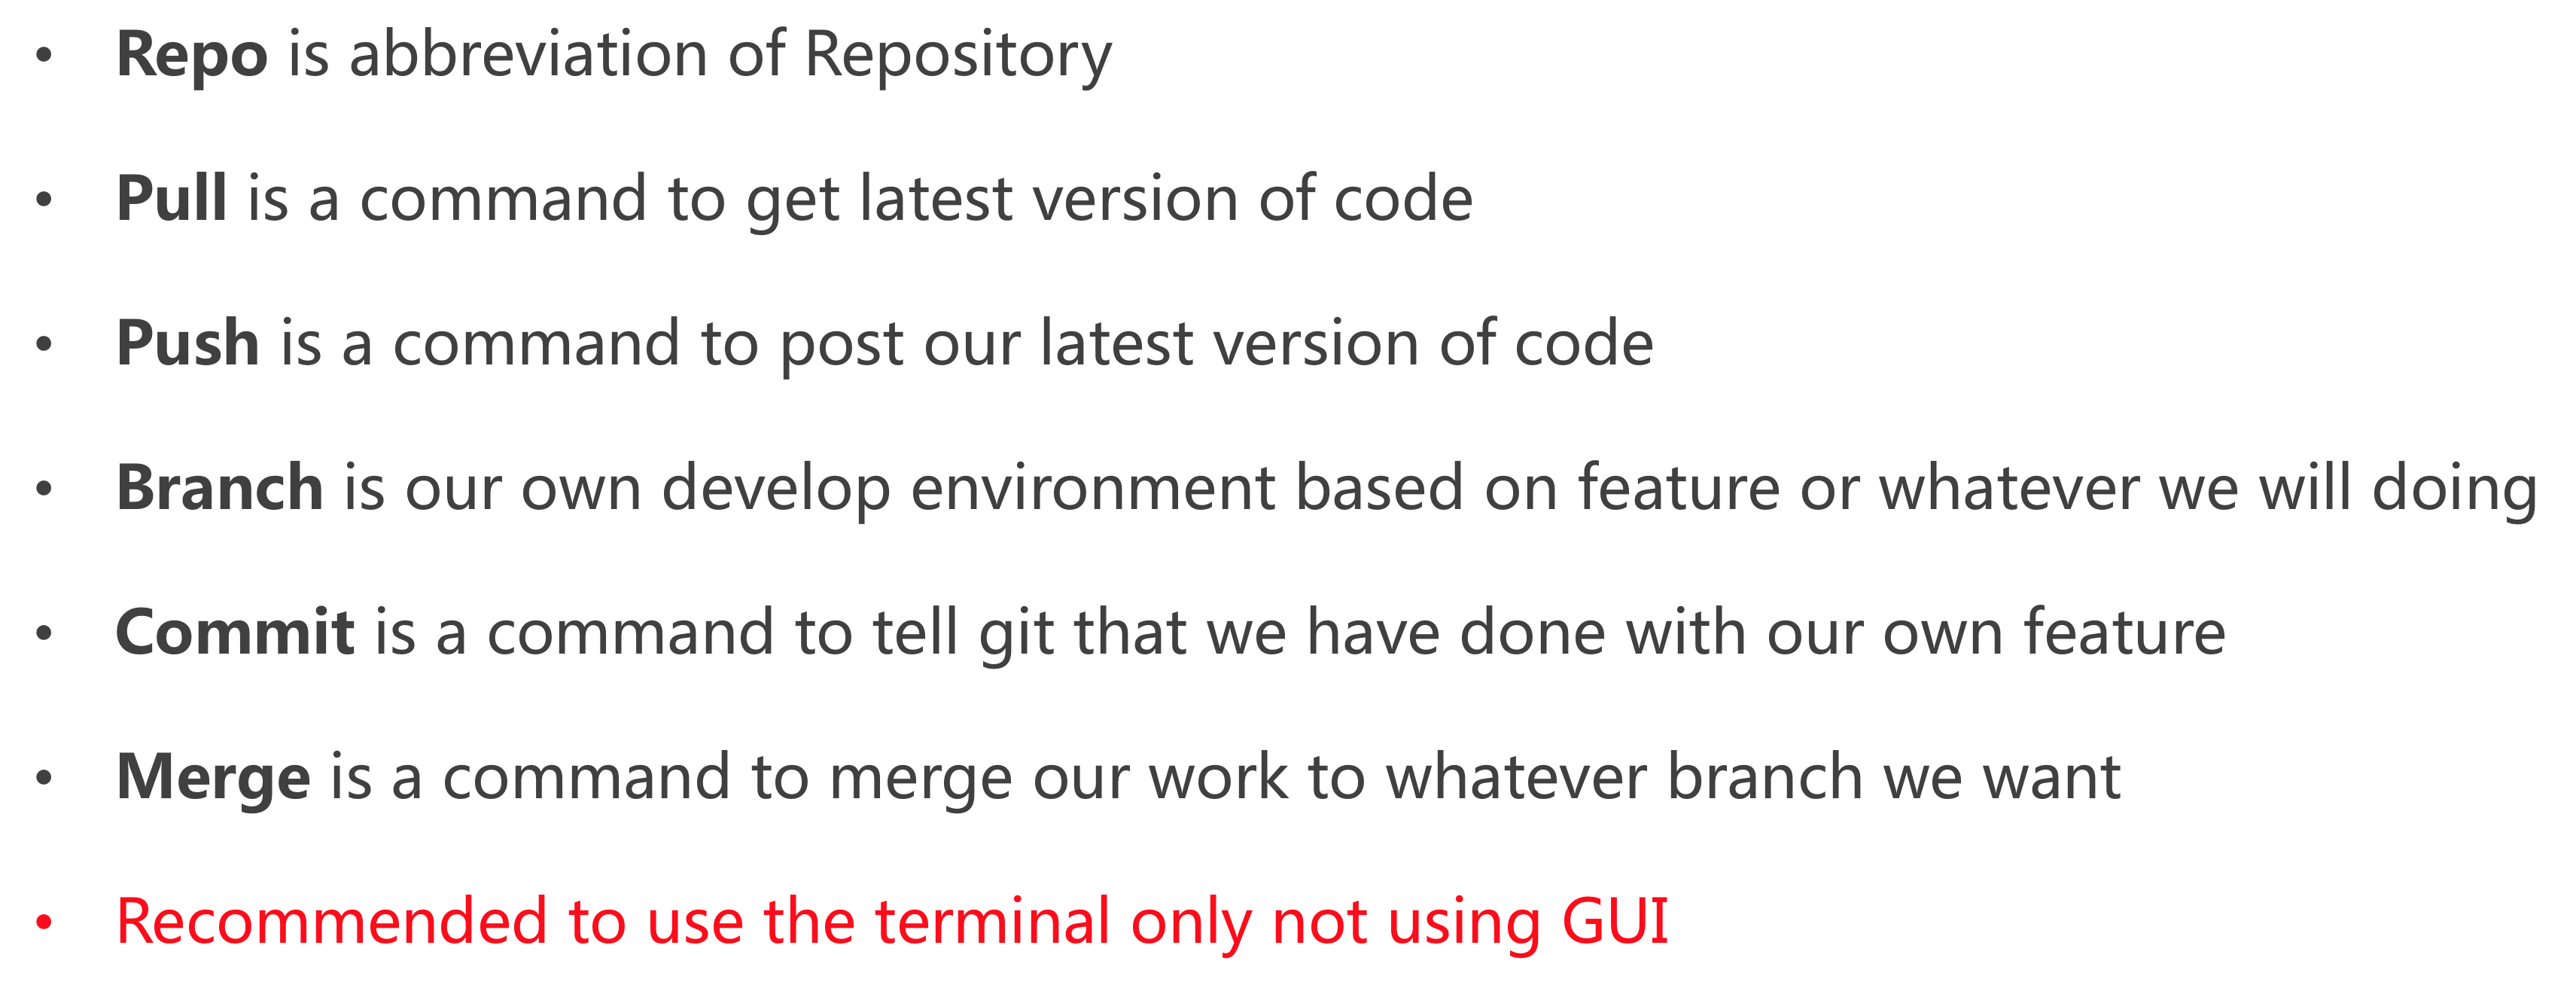 • Repo is abbreviation of Repository
• Pull is a command to get latest version of code
• Push is a command to post our latest version of code
• Branch is our own develop environment based on feature or whatever we will doing
• Commit is a command to tell git that we have done with our own feature
• Merge is a command to merge our work to whatever branch we want
• Recommended to use the terminal only not using GUI